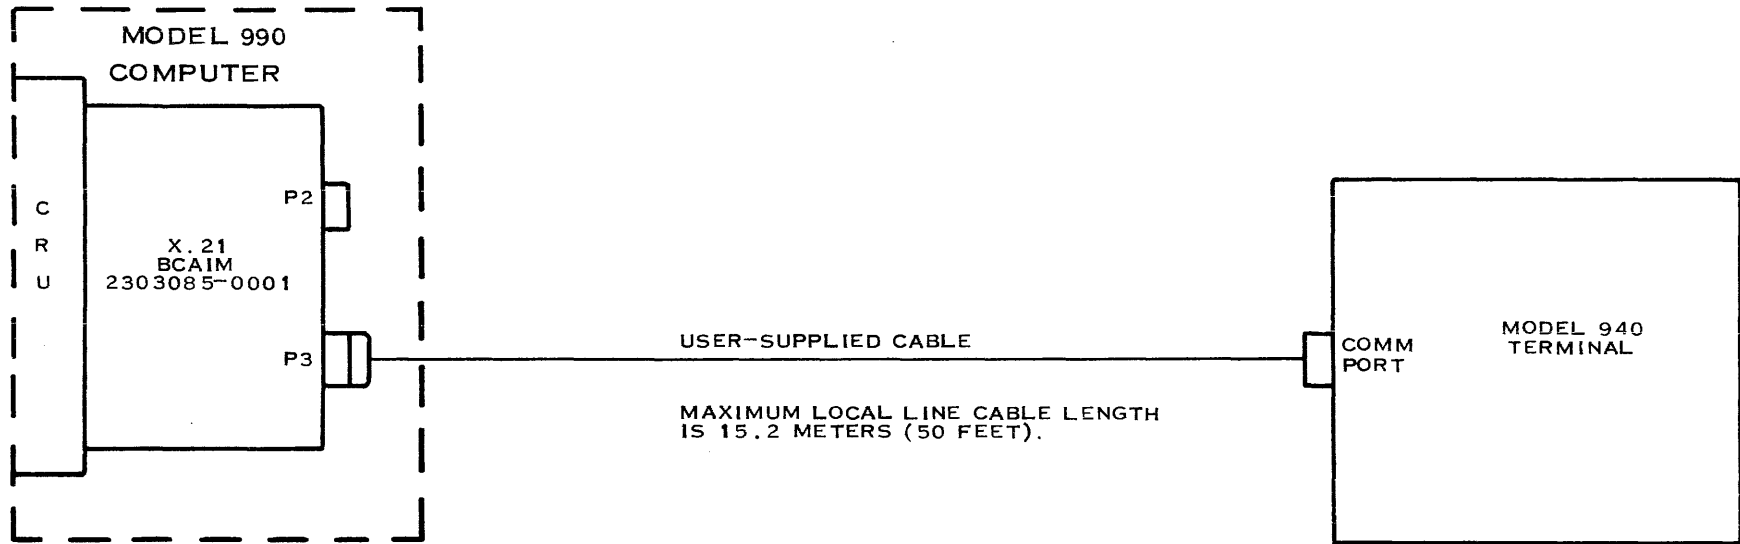 MODEL 990
COMPUTER
C
R
U
P2
X.21
BCAIM
2303085-0001
P3
USER-SUPPLIED CABLE
MAXIMUM LOCAL LINE CABLE LENGTH
IS 15.2 METERS (50 FEET).
COMM
PORT
MODEL 940
TERMINAL